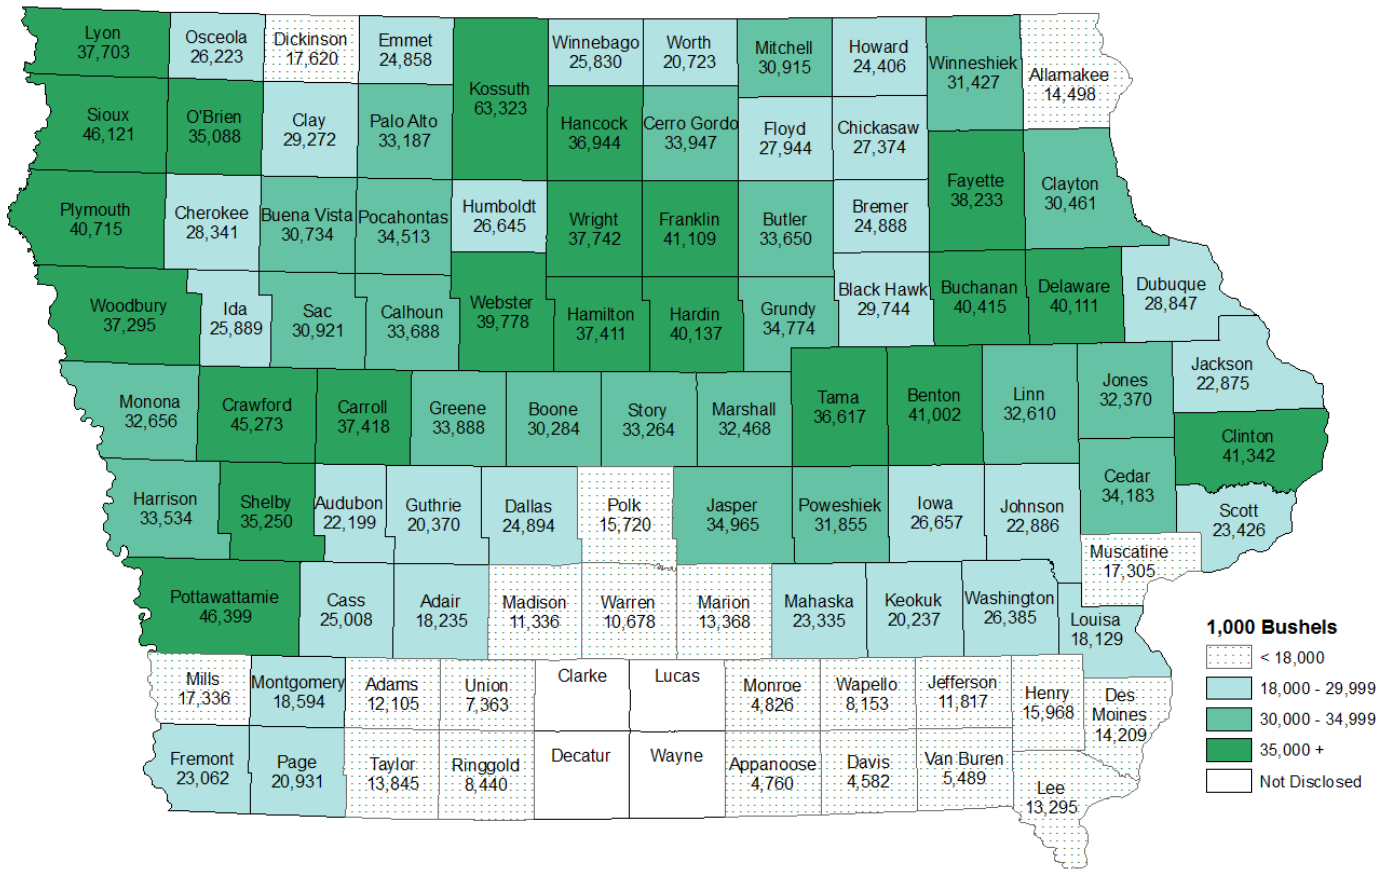 Lyon
37,703
Osceola
26,223
Dickinson
17,620
Emmet
24,858
Kossuth
63,323
Winnebago
25,830
Worth
20,723
Mitchell
30,915
Howard
24,406
Winneshiek
31,427
Allamakee
14,498
Sioux
46,121
O'Brien
35,088
Clay
29,272
Palo Alto
33,187
Hancock
36,944
Cerro Gordo
33,947
Floyd
27,944
Chickasaw
27,374
Plymouth
40,715
Cherokee
28,341
Buena Vista
30,734
Pocahontas
34,513
Humboldt
26,645
Wright
37,742
Franklin
41,109
Butler
33,650
Bremer
24,888
Fayette
38,233
Clayton
30,461
Woodbury
37,295
Ida
25,889
Sac
30,921
Calhoun
33,688
Webster
39,778
Hamilton
37,411
Hardin
40,137
Grundy
34,774
Black Hawk
29,744
Buchanan
40,415
Delaware
40,111
Dubuque
28,847
Monona
32,656
Crawford
45,273
Carroll
37,418
Greene
33,888
Boone
30,284
Story
33,264
Marshall
32,468
Tama
36,617
Benton
41,002
Linn
32,610
Jones
32,370
Jackson
22,875
Clinton
41,342
Harrison
33,534
Shelby
35,250
Audubon
22,199
Guthrie
20,370
Dallas
24,894
Polk
15,720
Jasper
34,965
Poweshiek
31,855
Iowa
26,657
Johnson
22,886
Cedar
34,183
Scott
23,426
Muscatine
17,305
Pottawattamie
46,399
Cass
25,008
Adair
18,235
Madison
11,336
Warren
10,678
Marion
13,368
Mahaska
23,335
Keokuk
20,237
Washington
26,385
Louisa
18,129
Mills
17,336
Montgomery
18,594
Adams
12,105
Union
7,363
Clarke
Lucas
Monroe
4,826
Wapello
8,153
Jefferson
11,817
Henry
15,968
Des
Moines
14,209
Fremont
23,062
Page
20,931
Taylor
13,845
Ringgold
8,440
Decatur
Wayne
Appanoose
4,760
Davis
4,582
Van Buren
5,489
Lee
13,295
1,000 Bushels
< 18,000
18,000 - 29,999
30,000 - 34,999
35,000 +
Not Disclosed